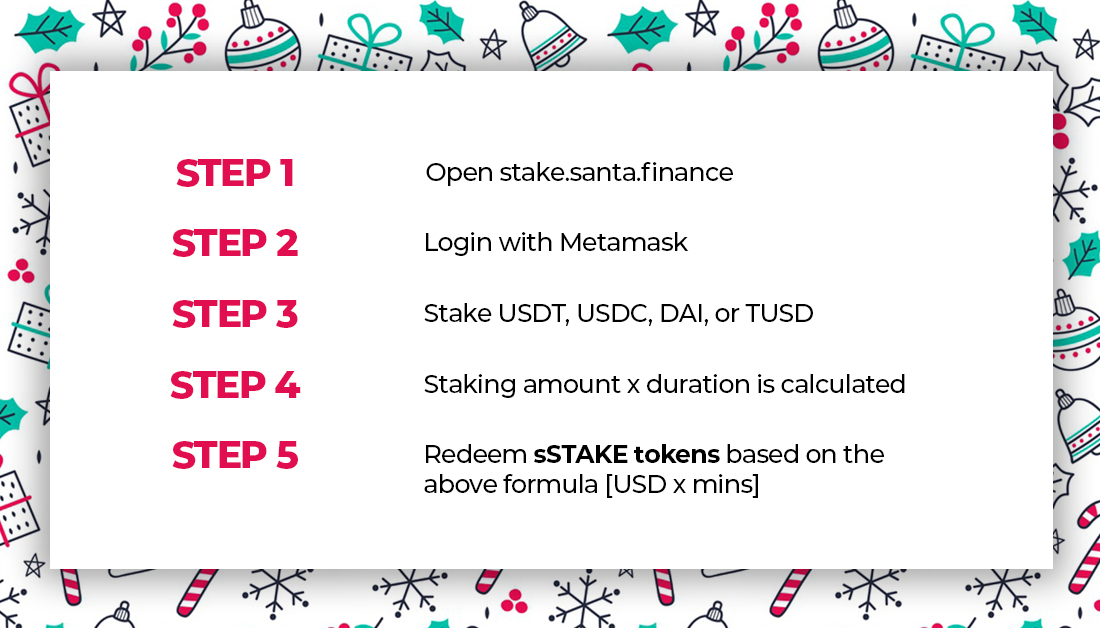 STEP 1 Open stake.santa.finance
STEP 2 Login with Metamask
STEP 3 Stake USDT, USDC, DAI, or TUSD
STEP 4 Staking amount x duration is calculated
STEP 5 Redeem sSTAKE tokens based on the
above formula [USD x mins]